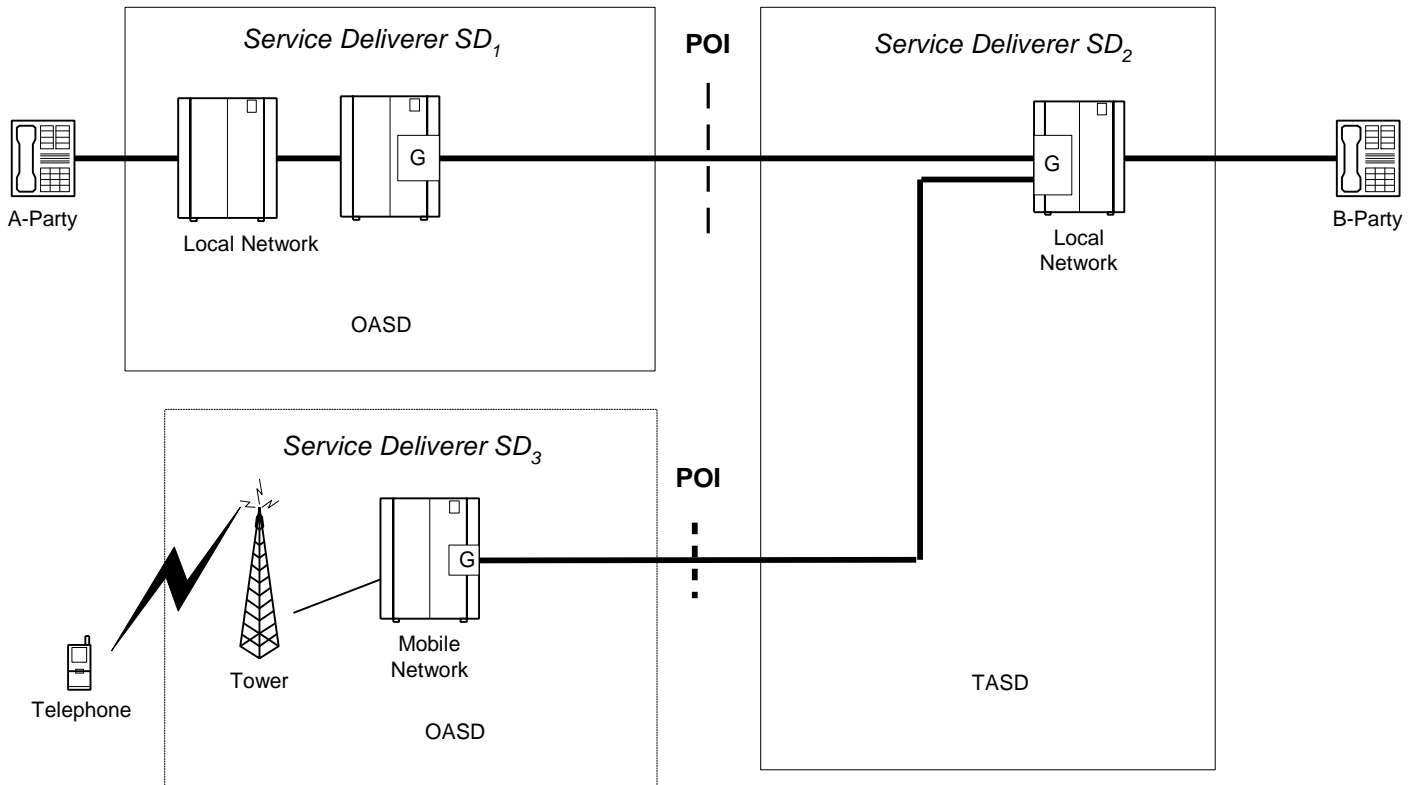 Service Deliverer SD1
POI
Service Deliverer SD2
G
G
A-Party
Local Network
Local
Network
B-Party
OASD
Service Deliverer SD3
POI
G
Mobile
Network
Tower
TASD
Telephone
OASD